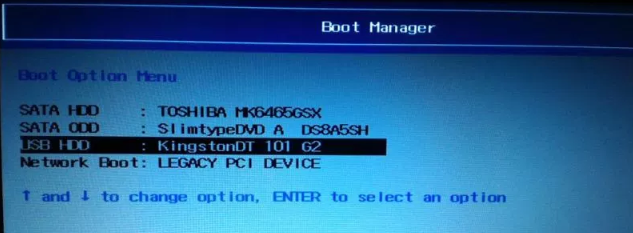 Boot Manager
Boot Option Menu
SATA HDD : TOSHIBA MK6465GSX
SATA ODD : SlimtypeDVD A DS8A5SH
USB HDD : KingstonDT 101 G2
Network Boot: LEGACY PCI DEVICE
↑ and ↓ to change option, ENTER to select an option